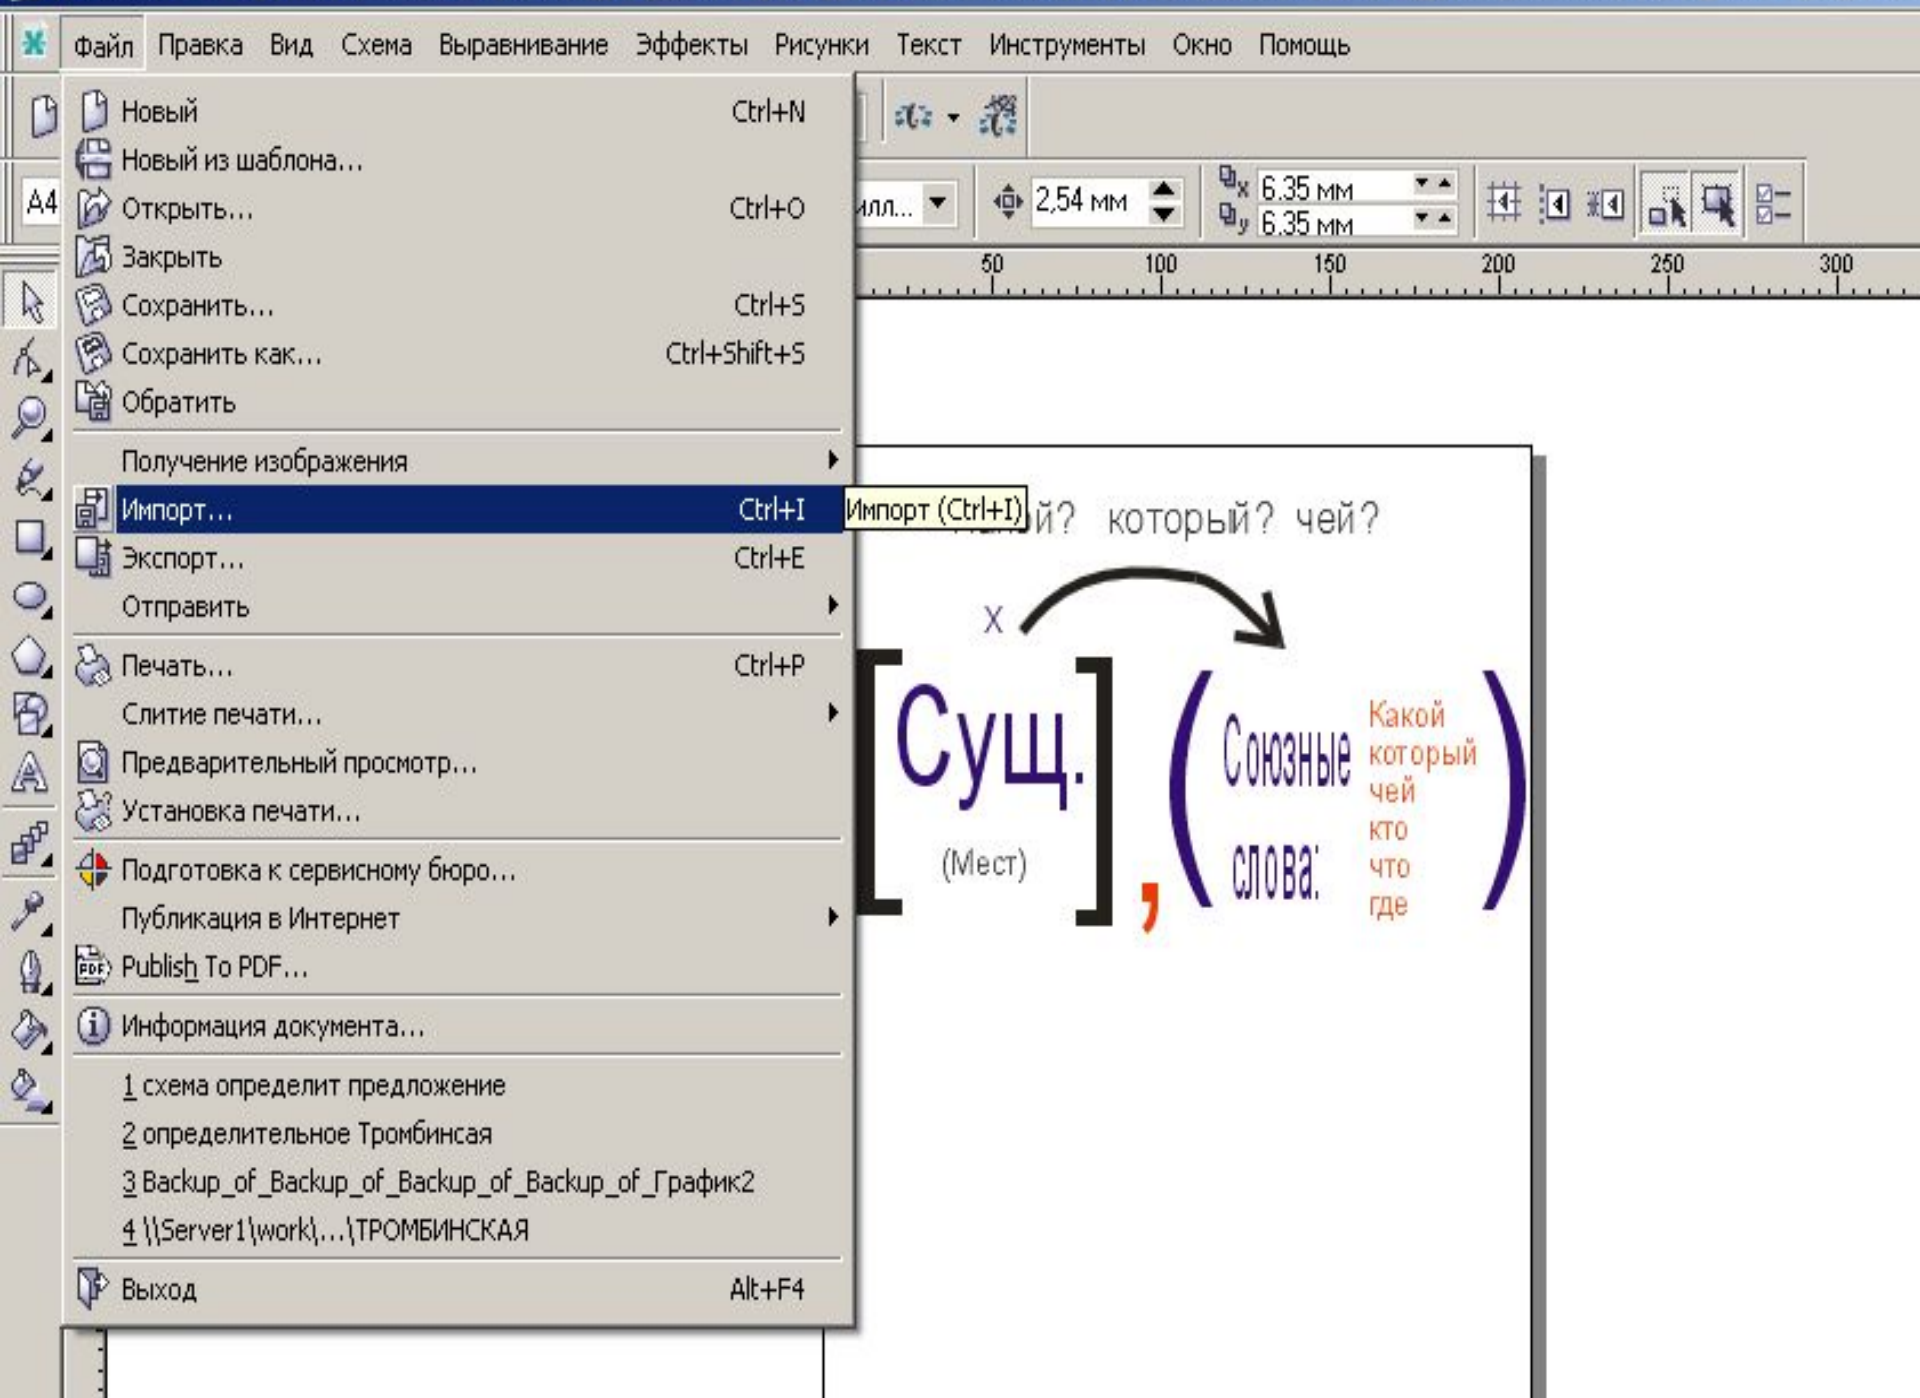 Файл Правка Вид Схема Выравнивание Эффекты Рисунки Текст Инструменты Окно Помощь
Новый Ctrl+N
Новый из шаблона...
Открыть... Ctrl+O
Закрыть
Сохранить... Ctrl+S
Сохранить как... Ctrl+Shift+S
Обратить
Получение изображения
Импорт... Ctrl+I
Экспорт... Ctrl+E
Отправить
Печать... Ctrl+P
Слитие печати...
Предварительный просмотр...
Установка печати...
Подготовка к сервисному бюро...
Публикация в Интернет
Publish To PDF...
Информация документа...
1 схема определит предложение
2 определительное Тромбинсая
3 Backup_of_Backup_of_Backup_of_Backup_of_График2
4 \\Server1\work\...\ТРОМБИНСКАЯ
Выход Alt+F4
A4
илл... 2,54 мм 6.35 мм
6.35 мм
50 100 150 200 250 300
Импорт (Ctrl+I) й? который? чей?
X
[Сущ.], (Союзные слова:
(Мест)
Какой
который
чей
кто
что
где)